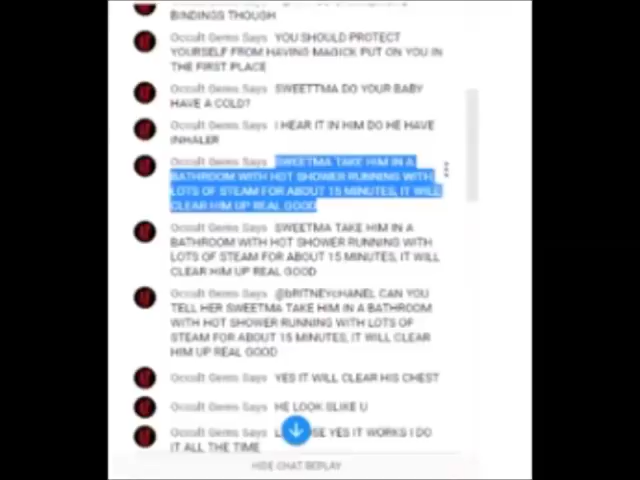 BINDINGS THOUGH
Occult Gems Says YOU SHOULD PROTECT
YOURSELF FROM HAVING MAGICK PUT ON YOU IN
THE FIRST PLACE
Occult Gems Says SWEETTMA DO YOUR BABY
HAVE A COLD?
Occult Gems Says I HEAR IT IN HIM DO HE HAVE
INHALER
Occult Gems Says SWEETMA TAKE HIM IN A
BATHROOM WITH HOT SHOWER RUNNING WITH
LOTS OF STEAM FOR ABOUT 15 MINUTES, IT WILL
CLEAR HIM UP REAL GOOD
Occult Gems Says SWEETMA TAKE HIM IN A
BATHROOM WITH HOT SHOWER RUNNING WITH
LOTS OF STEAM FOR ABOUT 15 MINUTES, IT WILL
CLEAR HIM UP REAL GOOD
Occult Gems Says @bRITNEYcHANEL CAN YOU
TELL HER SWEETMA TAKE HIM IN A BATHROOM
WITH HOT SHOWER RUNNING WITH LOTS OF
STEAM FOR ABOUT 15 MINUTES, IT WILL CLEAR
HIM UP REAL GOOD
Occult Gems Says YES IT WILL CLEAR HIS CHEST
Occult Gems Says HE LOOK SLIKE U
Occult Gems Says YES IT WORKS I DO
IT ALL THE TIME
HIDE CHAT REPLAY